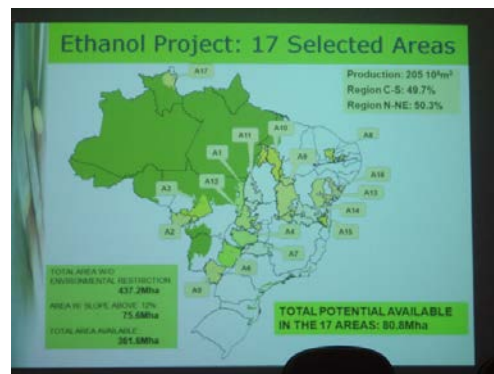 Ethanol Project: 17 Selected Areas
Production: 205 10⁶m³
Region C-S: 49.7%
Region N-NE: 50.3%
A17
A10
A11
A8
A1
A9
A12
A3
A16
A13
A14
A2
A4
A15
A7
A6
TOTAL AREA W/O
ENVIRONMENTAL RESTRICTION:
437.2Mha
AREA W/ SLOPE ABOVE 12%:
75.6Mha
TOTAL AREA AVAILABLE:
361.6Mha
TOTAL POTENTIAL AVAILABLE
IN THE 17 AREAS: 80.8Mha